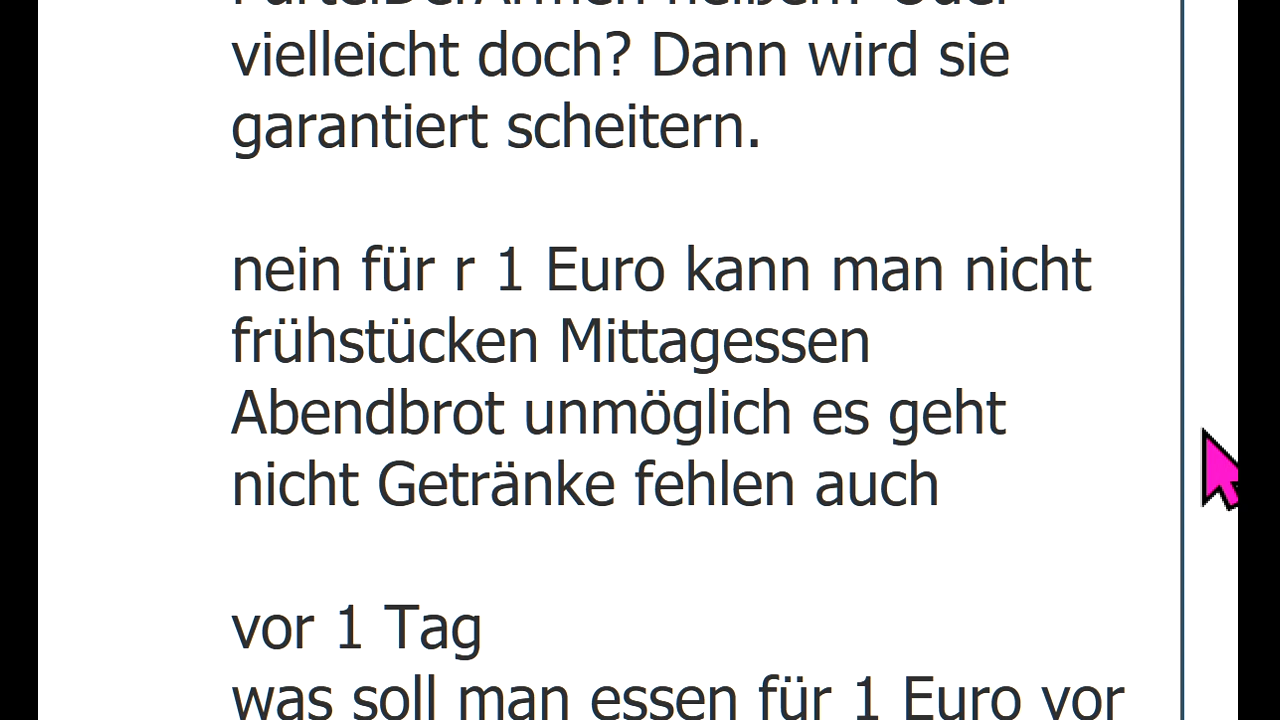 vielleicht doch? Dann wird sie
garantiert scheitern.
nein für r 1 Euro kann man nicht
frühstücken Mittagessen
Abendbrot unmöglich es geht
nicht Getränke fehlen auch
vor 1 Tag
was soll man essen für 1 Euro vor